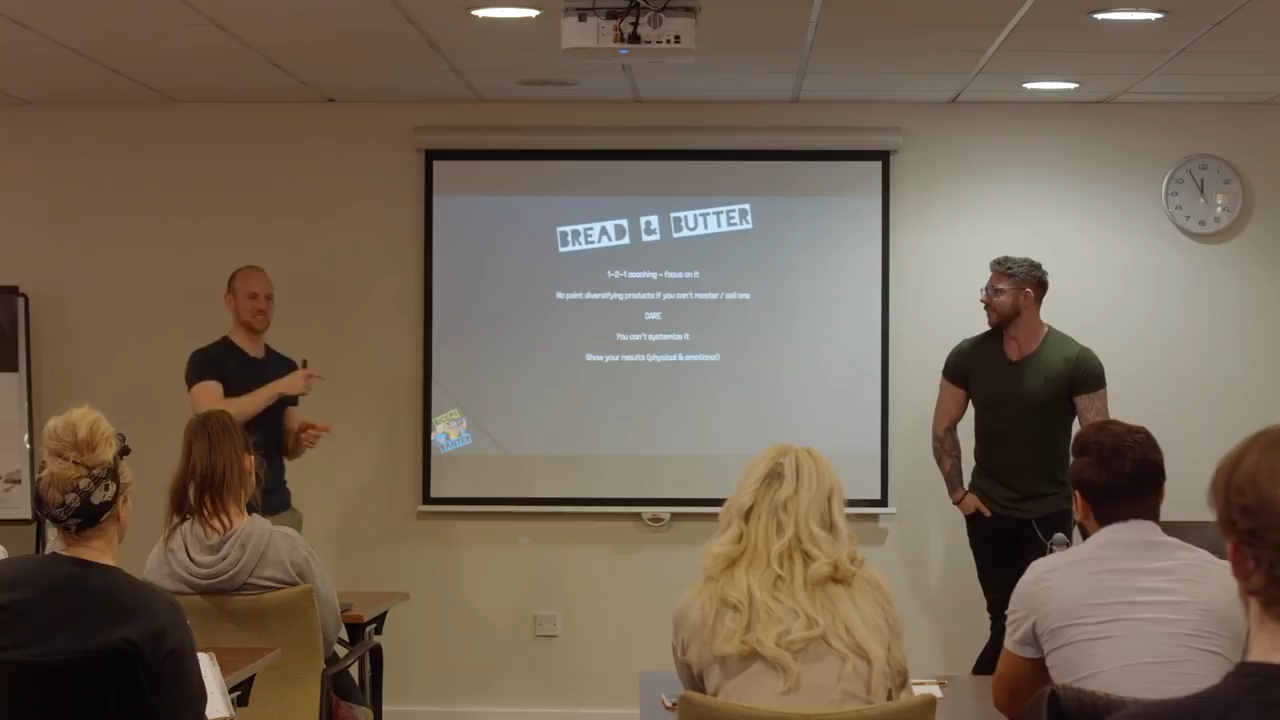 BREAD & BUTTER
1-2-1 coaching - focus on it
No point diversifying products if you can't master / sell one
CARE
You can't systemize it
Show your results (physical & emotional)
BANTER